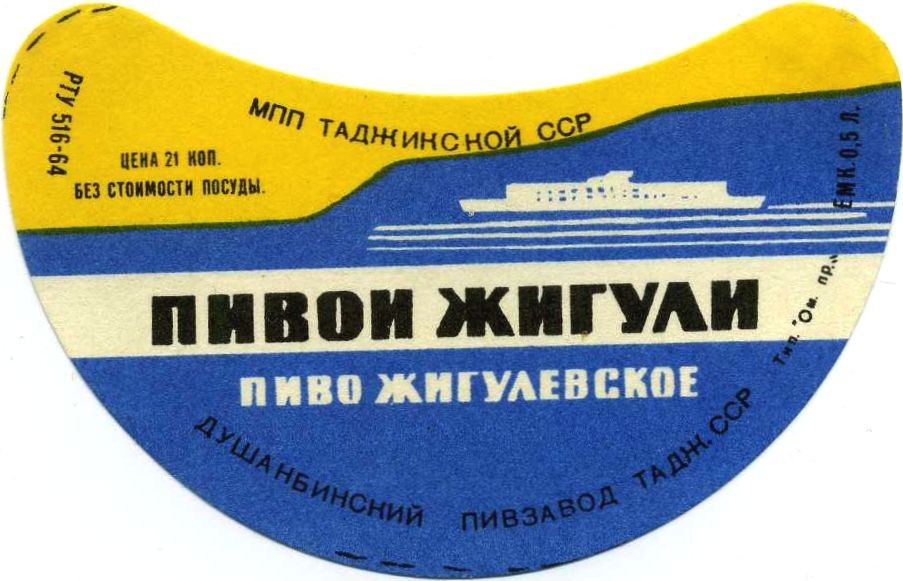 МПП ТАДЖИКСКОЙ ССР
РТУ 516-64
ЦЕНА 21 КОП.
БЕЗ СТОИМОСТИ ПОСУДЫ.
ЕМК. 0,5 Л.
ПИВОИ ЖИГУЛИ
ПИВО ЖИГУЛЕВСКОЕ
ДУШАНБИНСКИЙ ПИВЗАВОД ТАДЖ. ССР
Тип. "Ом. пр."